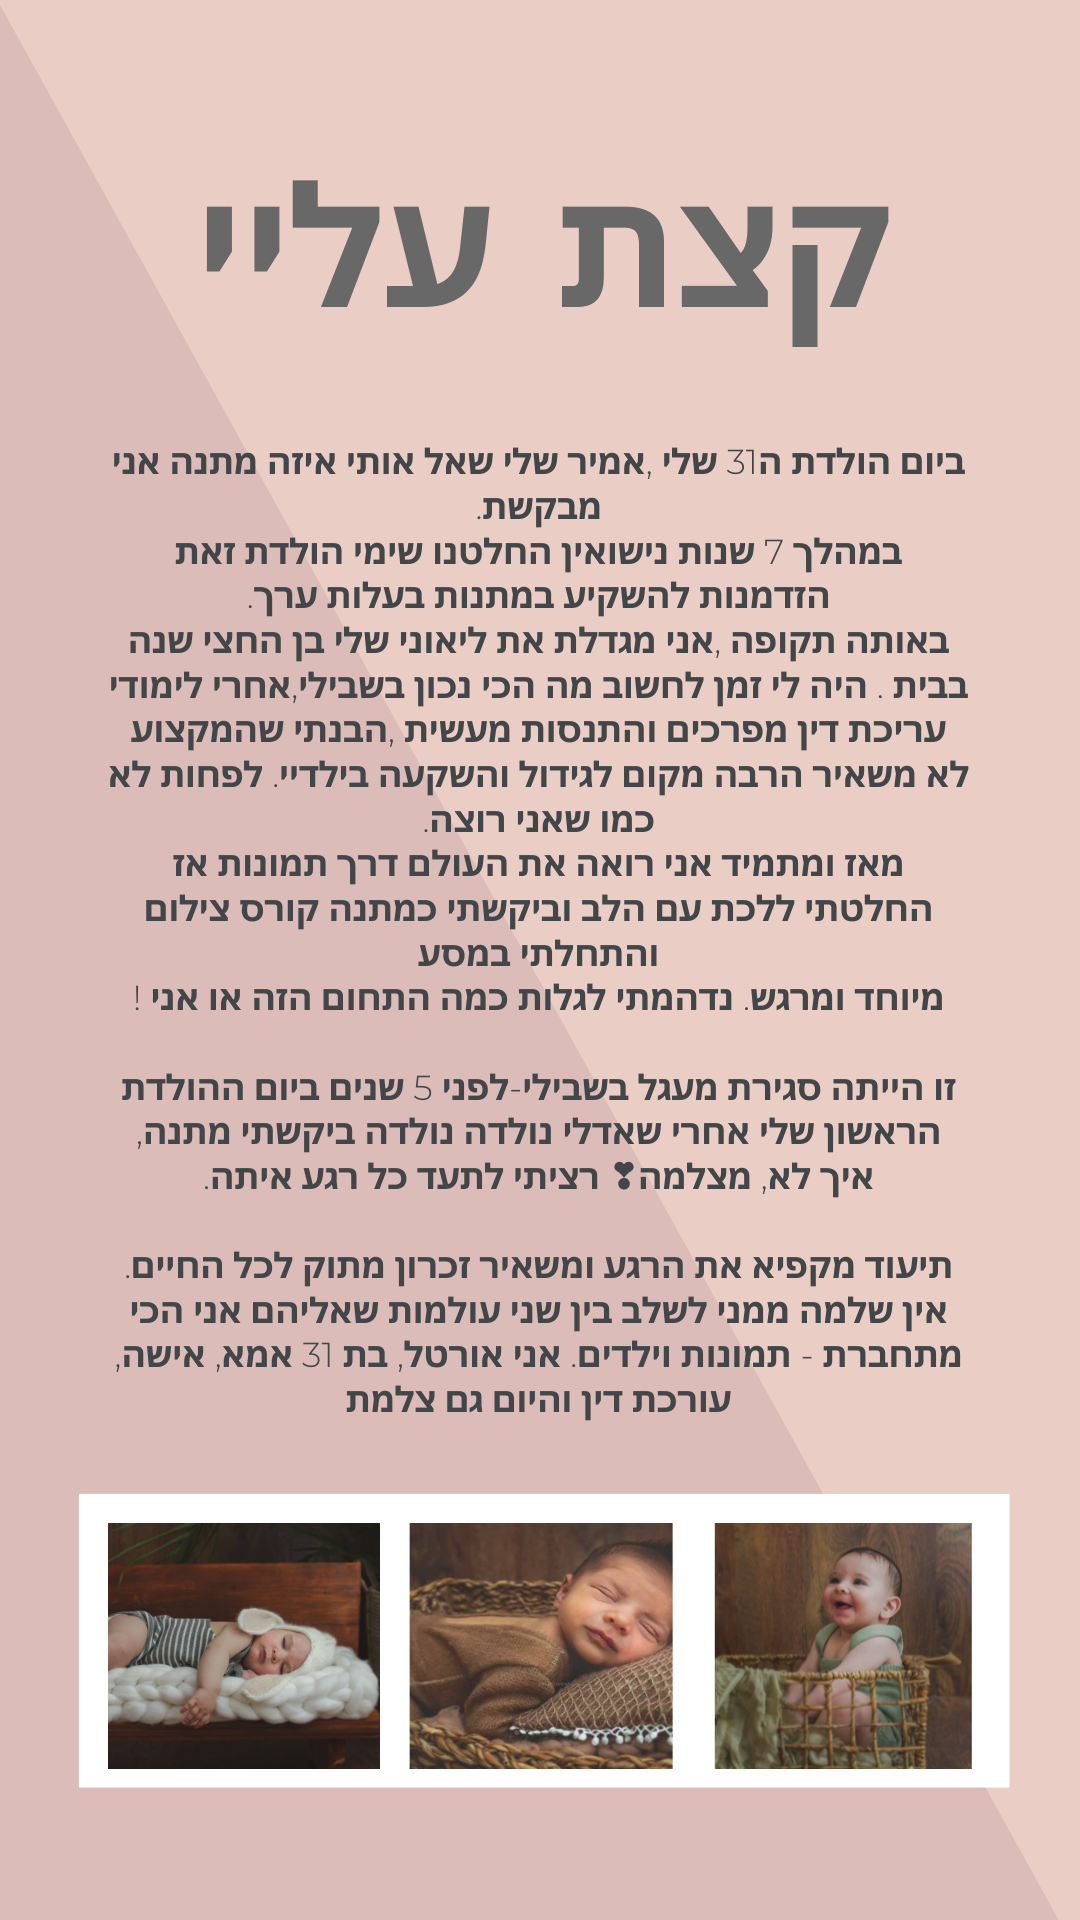 קצת עליי
ביום הולדת ה31 שלי ,אמיר שלי שאל אותי איזה מתנה אני
מבקשת.
במהלך 7 שנות נישואין החלטנו שימי הולדת זאת
הזדמנות להשקיע במתנות בעלות ערך.
באותה תקופה ,אני מגדלת את ליאוני שלי בן החצי שנה
בבית . היה לי זמן לחשוב מה הכי נכון בשבילי,אחרי לימודי
עריכת דין מפרכים והתנסות מעשית ,הבנתי שהמקצוע
לא משאיר הרבה מקום לגידול והשקעה בילדיי. לפחות לא
כמו שאני רוצה.
מאז ומתמיד אני רואה את העולם דרך תמונות אז
החלטתי ללכת עם הלב וביקשתי כמתנה קורס צילום
והתחלתי במסע
מיוחד ומרגש. נדהמתי לגלות כמה התחום הזה או אני !
זו הייתה סגירת מעגל בשבילי-לפני 5 שנים ביום ההולדת
הראשון שלי אחרי שאדלי נולדה נולדה ביקשתי מתנה,
איך לא, מצלמה❣ רציתי לתעד כל רגע איתה.
תיעוד מקפיא את הרגע ומשאיר זכרון מתוק לכל החיים.
אין שלמה ממני לשלב בין שני עולמות שאליהם אני הכי
מתחברת - תמונות וילדים. אני אורטל, בת 31 אמא, אישה,
עורכת דין והיום גם צלמת